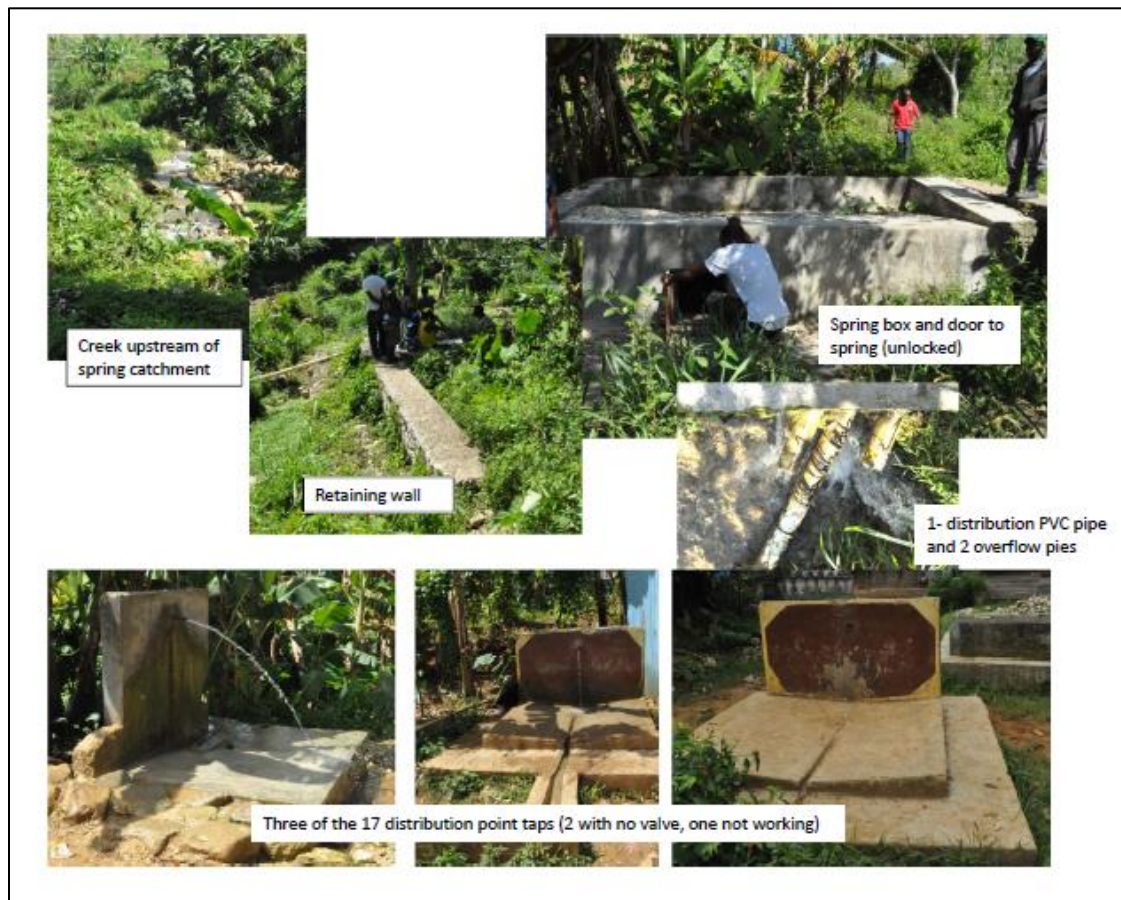 Creek upstream of
spring catchment
Spring box and door to
spring (unlocked)
Retaining wall
1- distribution PVC pipe
and 2 overflow pies
Three of the 17 distribution point taps (2 with no valve, one not working)